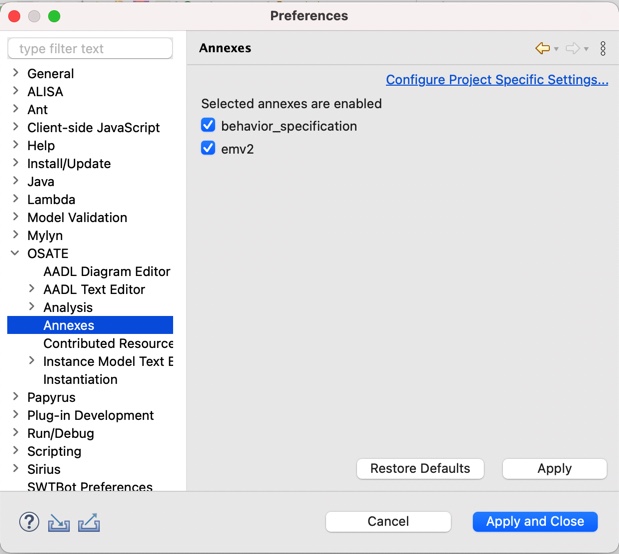 Preferences
type filter text
General
ALISA
Ant
Client-side JavaScript
Help
Install/Update
Java
Lambda
Model Validation
Mylyn
OSATE
AADL Diagram Editor
AADL Text Editor
Analysis
Annexes
Contributed Resource
Instance Model Text E
Instantiation
Papyrus
Plug-in Development
Run/Debug
Scripting
Sirius
SWTBot Preferences
Annexes
Configure Project Specific Settings...
Selected annexes are enabled
behavior_specification
emv2
Restore Defaults
Apply
?
Cancel
Apply and Close